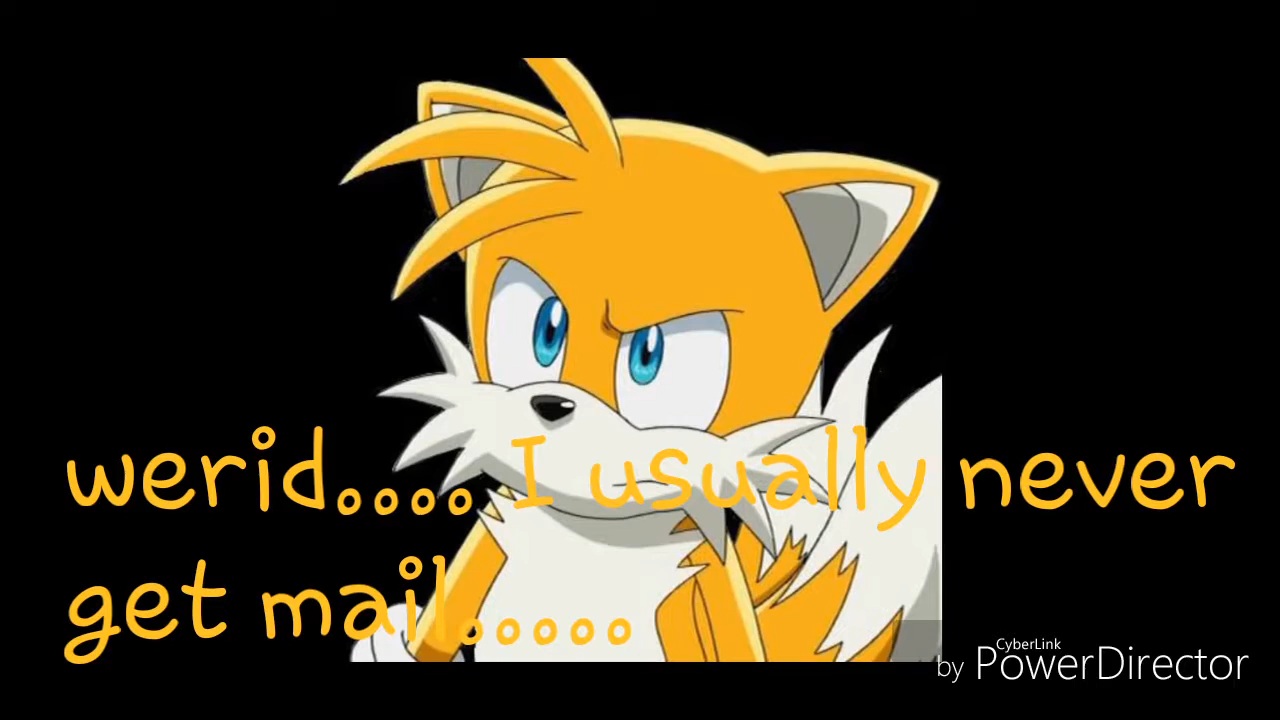 werid.... I usually never
get mail.....
CyberLink
by PowerDirector